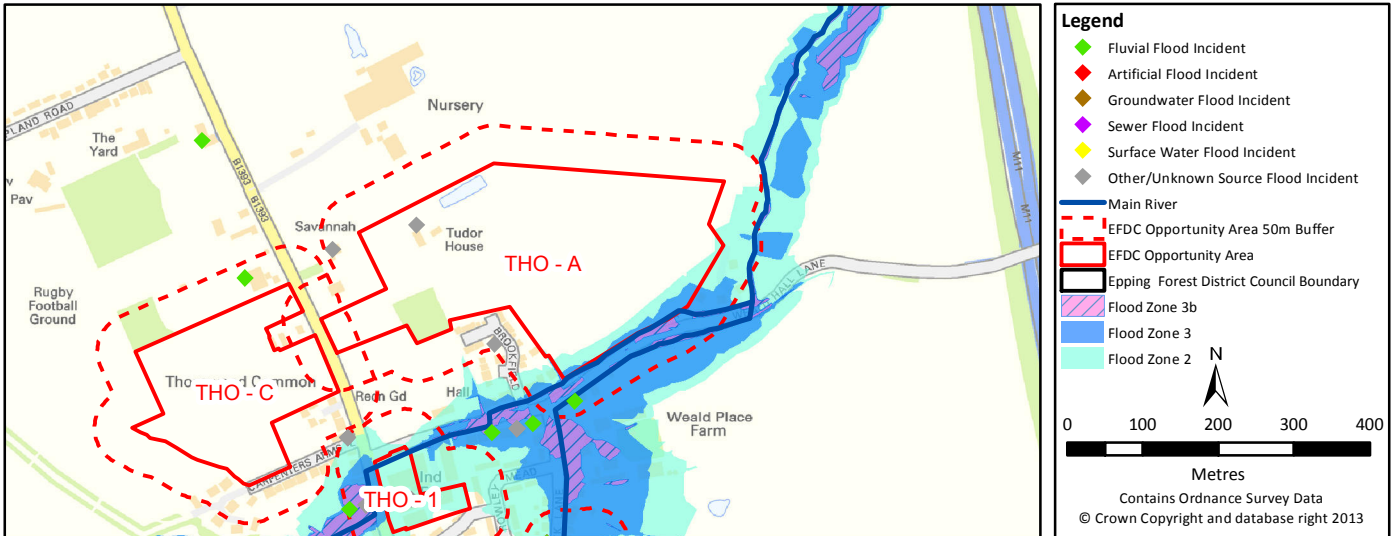 PLAND ROAD
The
Yard
Pav
Nursery
B1393
B1393
Savannah
Tudor
House
THO - A
Rugby
Football
Ground
THO - C
Recn Gd
Hall
BROOKFIELD
HALL LANE
M11
M11
CARPENTERS ARMS
Weald Place
Farm
Ind
THO - 1
Legend
Fluvial Flood Incident
Artificial Flood Incident
Groundwater Flood Incident
Sewer Flood Incident
Surface Water Flood Incident
Other/Unknown Source Flood Incident
Main River
EFDC Opportunity Area 50m Buffer
EFDC Opportunity Area
Epping Forest District Council Boundary
Flood Zone 3b
Flood Zone 3
Flood Zone 2
N
0 100 200 300 400
Metres
Contains Ordnance Survey Data
© Crown Copyright and database right 2013